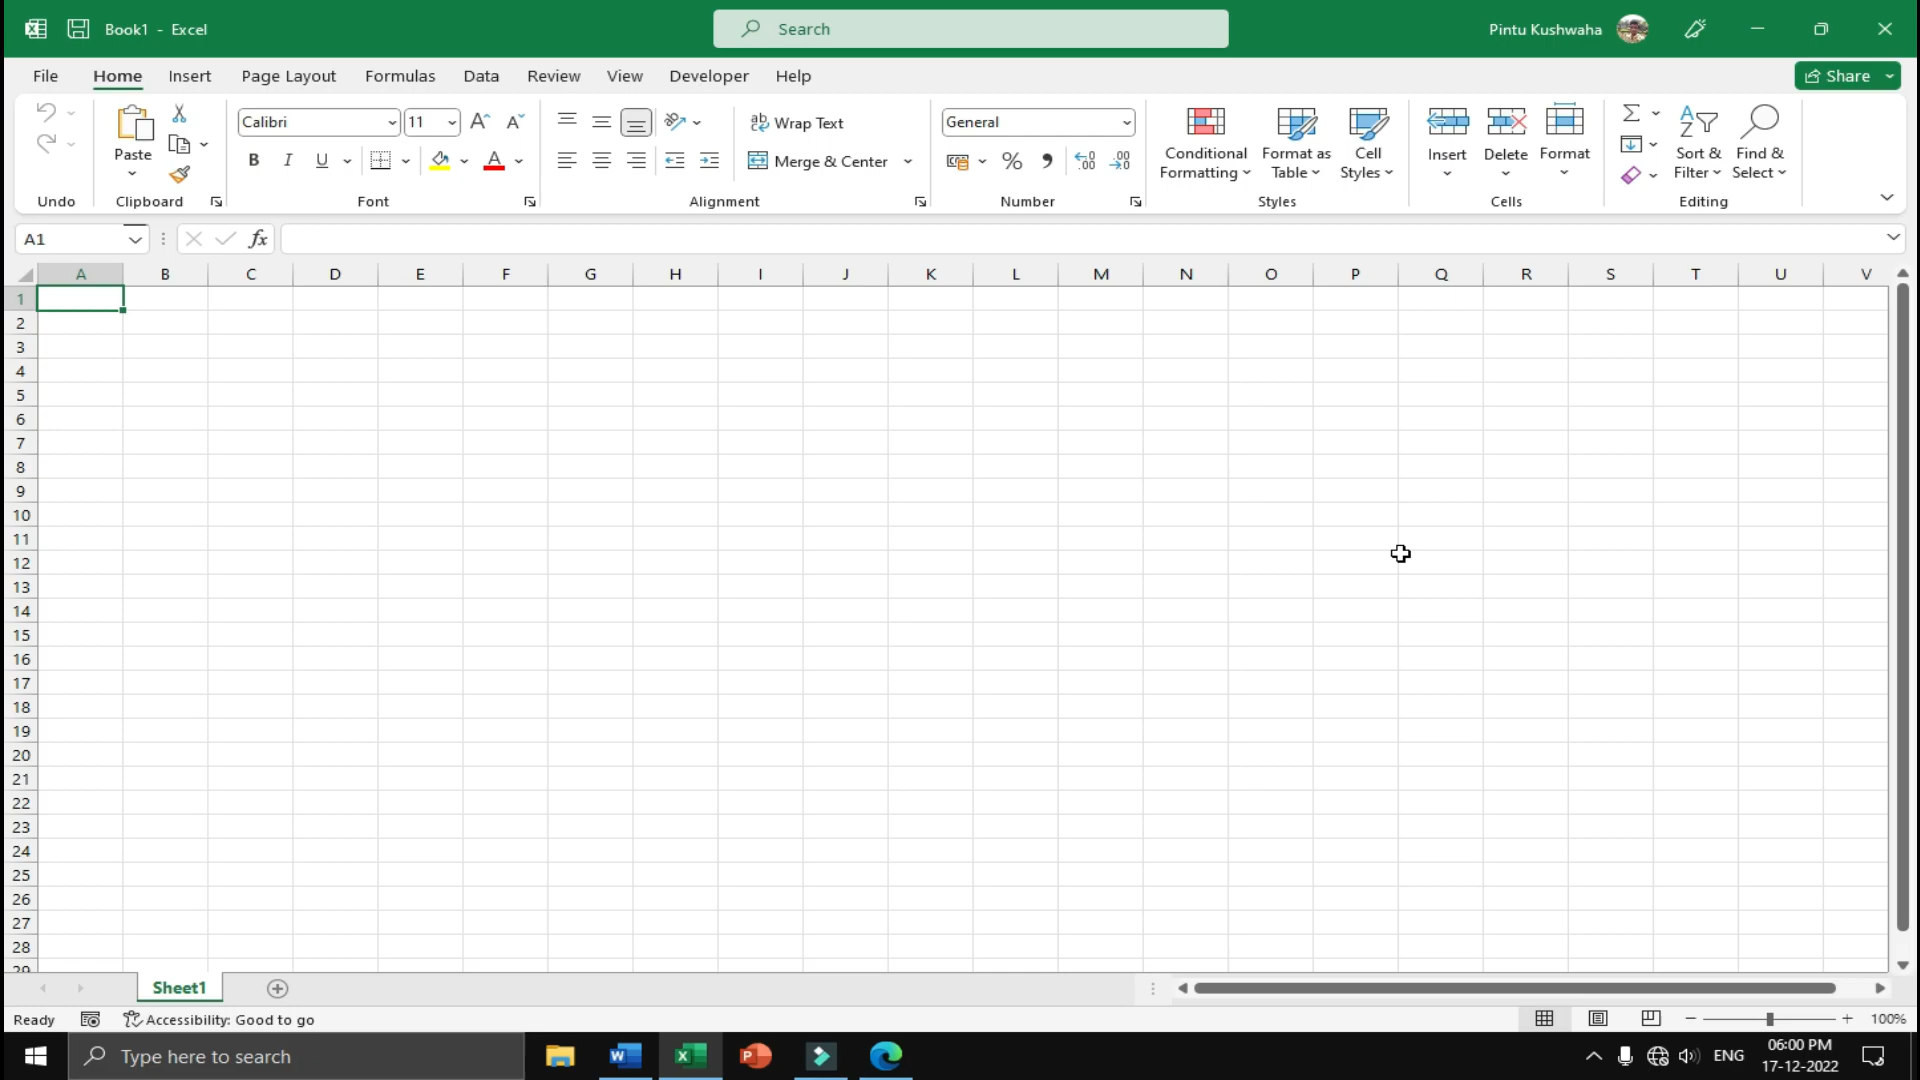 Book1 - Excel
Search
Pintu Kushwaha
File Home Insert Page Layout Formulas Data Review View Developer Help
Share
Calibri 11
Wrap Text
General
Paste
B I U
Merge & Center
% 9
Conditional Formatting
Format as Table
Cell Styles
Insert Delete Format
Sort & Filter
Find & Select
Undo Clipboard Font Alignment Number Styles Cells Editing
A1
fx
A B C D E F G H I J K L M N O P Q R S T U V
1
2
3
4
5
6
7
8
9
10
11
12
13
14
15
16
17
18
19
20
21
22
23
24
25
26
27
28
29
Sheet1
Ready Accessibility: Good to go 100%
Type here to search
ENG
06:00 PM
17-12-2022